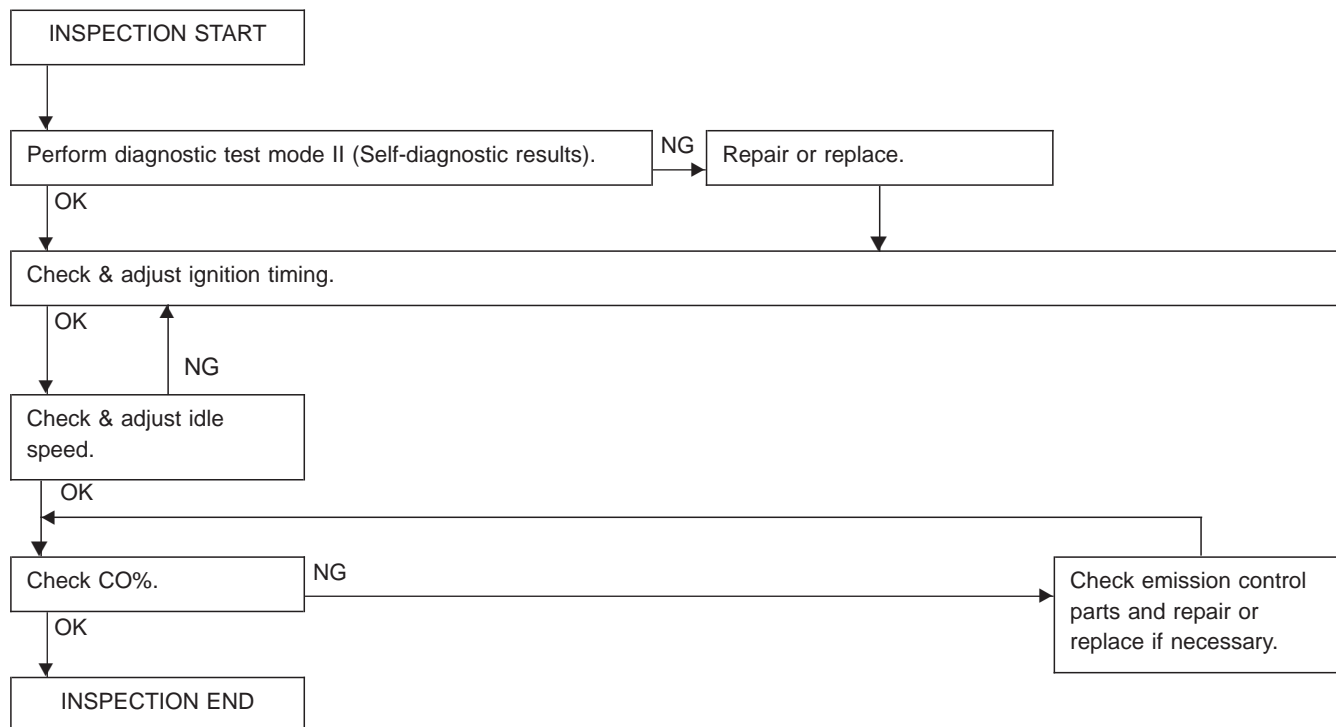 INSPECTION START
Perform diagnostic test mode II (Self-diagnostic results).
NG
Repair or replace.
OK
Check & adjust ignition timing.
OK
NG
Check & adjust idle
speed.
OK
Check CO%.
NG
Check emission control
parts and repair or
replace if necessary.
OK
INSPECTION END